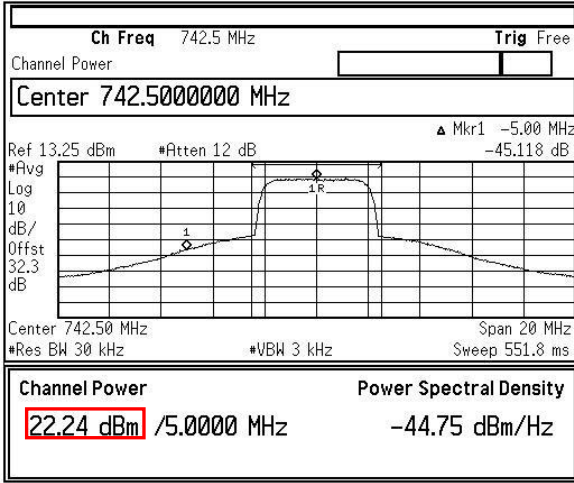 Ch Freq 742.5 MHz Trig Free
Channel Power
Center 742.5000000 MHz
Δ Mkr1 -5.00 MHz
Ref 13.25 dBm #Atten 12 dB -45.118 dB
#Avg
Log
10
dB/
Offst
32.3
dB
1R
1
Center 742.50 MHz Span 20 MHz
#Res BW 30 kHz #VBW 3 kHz Sweep 551.8 ms
Channel Power Power Spectral Density
22.24 dBm /5.0000 MHz -44.75 dBm/Hz